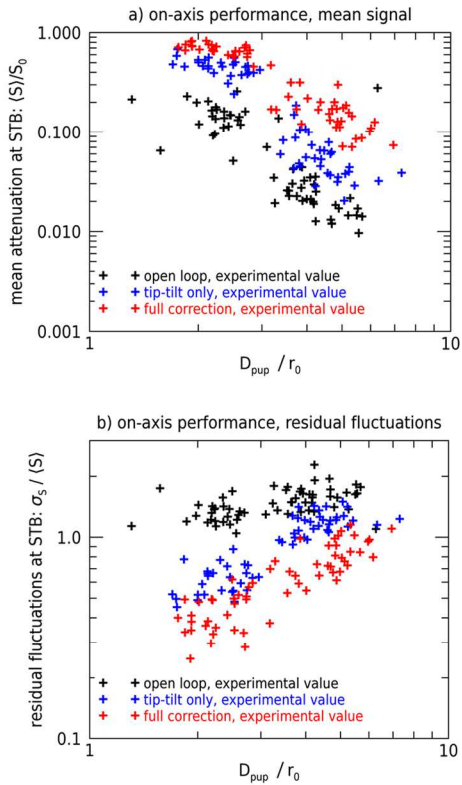 a) on-axis performance, mean signal
mean attenuation at STB: ⟨S⟩/S0
1.000
0.100
0.010
0.001
+ + open loop, experimental value
+ + tip-tilt only, experimental value
+ + full correction, experimental value
1 10
Dpup / r0
b) on-axis performance, residual fluctuations
residual fluctuations at STB: σs / ⟨S⟩
1.0
0.1
+ + open loop, experimental value
+ + tip-tilt only, experimental value
+ + full correction, experimental value
1 10
Dpup / r0